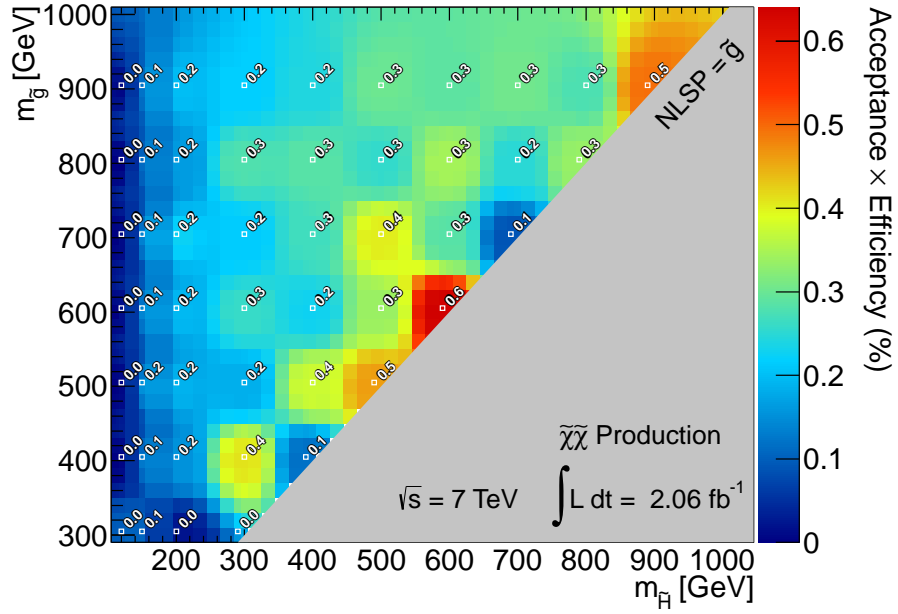 m_g̃ [GeV]
1000
900
800
700
600
500
400
300
0.0 0.1 0.2 0.2 0.3 0.3 0.3 0.5
0.0 0.1 0.2 0.3 0.3 0.3 0.3 0.2 0.3
0.0 0.1 0.2 0.2 0.3 0.4 0.3 0.1
0.0 0.1 0.2 0.3 0.2 0.3 0.6
0.0 0.2 0.2 0.2 0.4 0.5
0.0 0.1 0.2 0.4 0.1
0.0 0.1 0.0 0.0
NLSP = g̃
χ̃χ̃ Production
√s = 7 TeV ∫L dt = 2.06 fb⁻¹
200 300 400 500 600 700 800 900 1000
m_H̃ [GeV]
0.6
0.5
0.4
0.3
0.2
0.1
0
Acceptance × Efficiency (%)